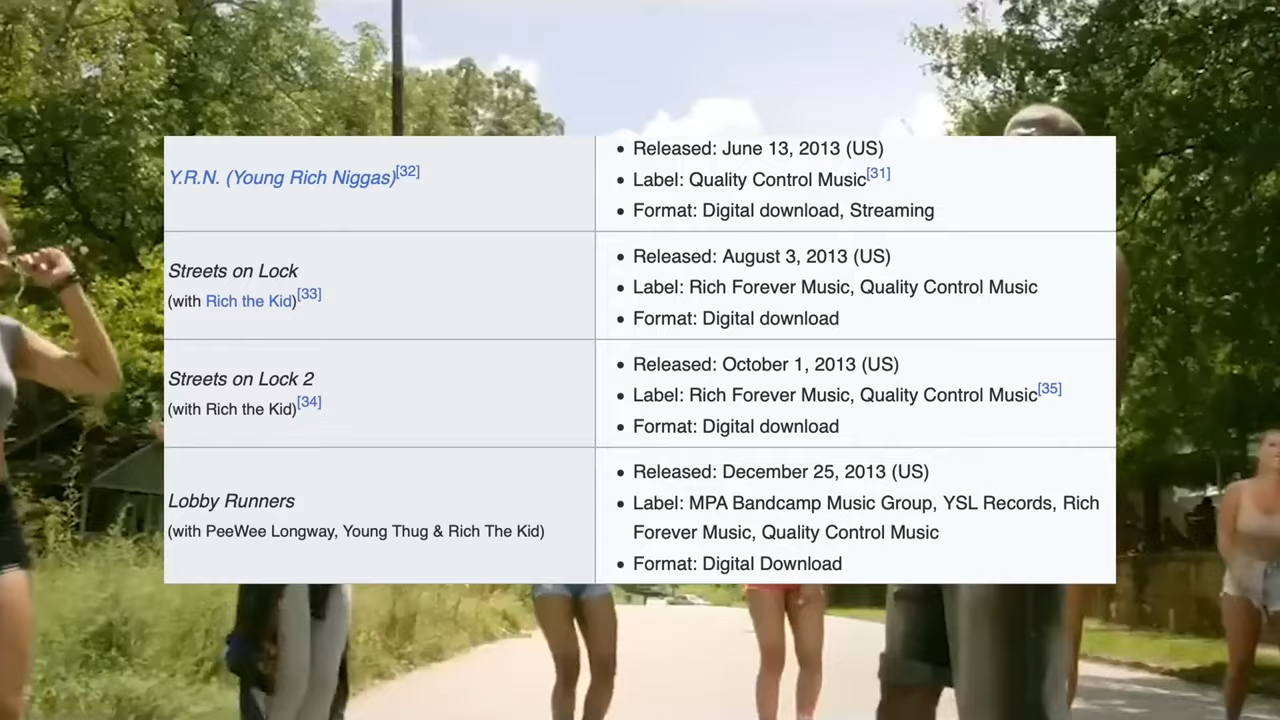 Y.R.N. (Young Rich Niggas)[32]
• Released: June 13, 2013 (US)
• Label: Quality Control Music[31]
• Format: Digital download, Streaming
Streets on Lock
(with Rich the Kid)[33]
• Released: August 3, 2013 (US)
• Label: Rich Forever Music, Quality Control Music
• Format: Digital download
Streets on Lock 2
(with Rich the Kid)[34]
• Released: October 1, 2013 (US)
• Label: Rich Forever Music, Quality Control Music[35]
• Format: Digital download
Lobby Runners
(with PeeWee Longway, Young Thug & Rich The Kid)
• Released: December 25, 2013 (US)
• Label: MPA Bandcamp Music Group, YSL Records, Rich
Forever Music, Quality Control Music
• Format: Digital Download